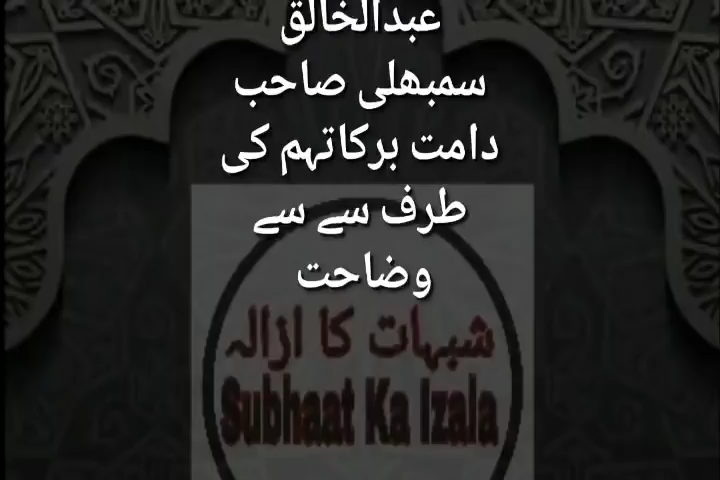 عبدالخالق
سمبھلی صاحب
دامت برکاتہم کی
طرف سے سے
وضاحت
شبہات کا ازالہ
Subhaat Ka Izala